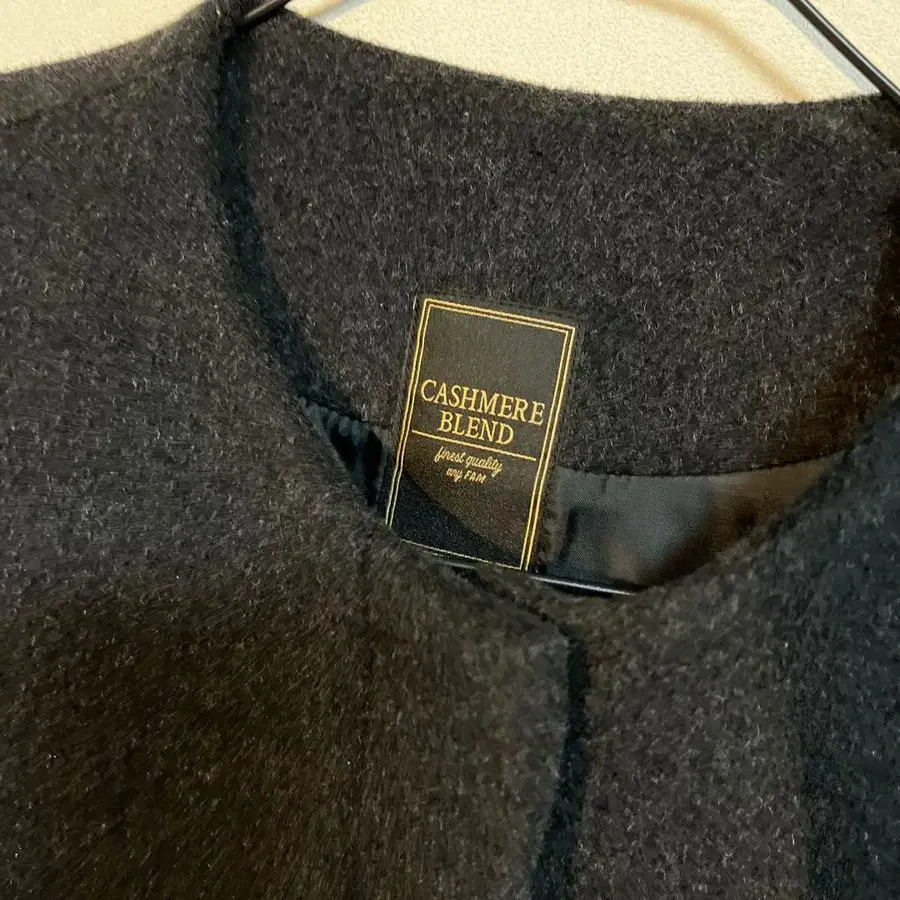 CASHMERE
BLEND
finest quality
any FAM